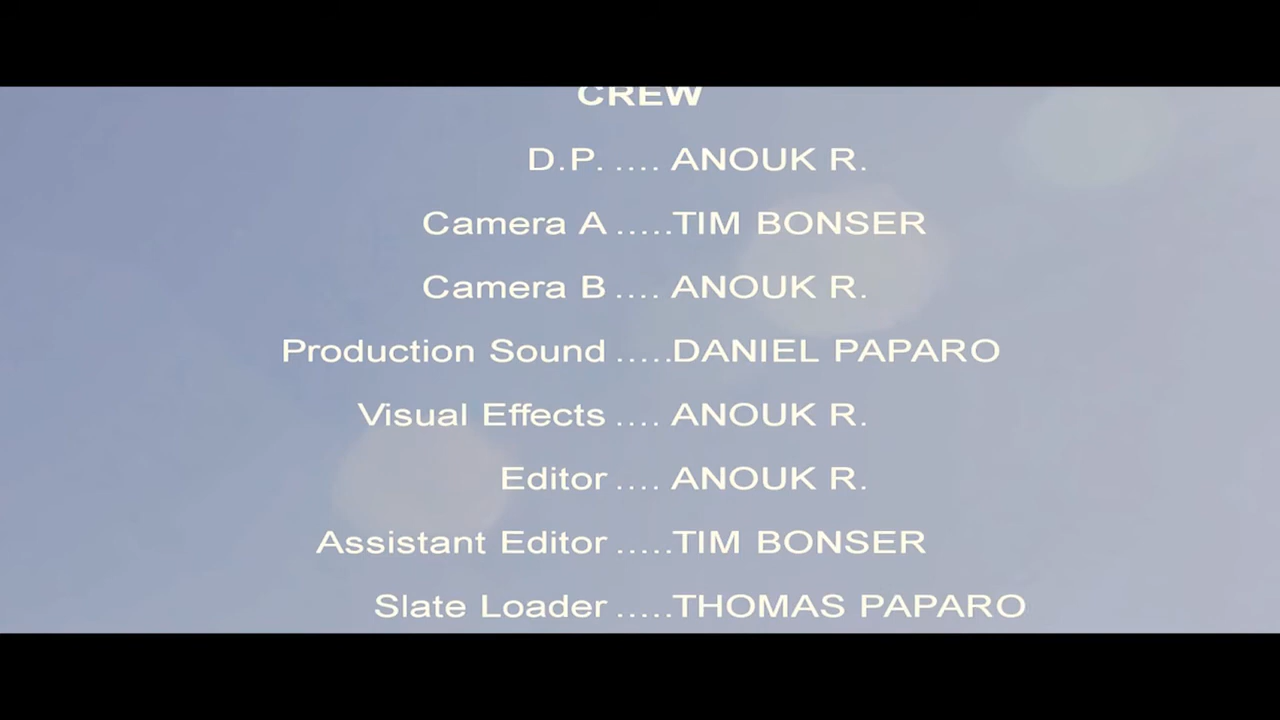 CREW
D.P. .... ANOUK R.
Camera A .....TIM BONSER
Camera B .... ANOUK R.
Production Sound .....DANIEL PAPARO
Visual Effects .... ANOUK R.
Editor .... ANOUK R.
Assistant Editor .....TIM BONSER
Slate Loader .....THOMAS PAPARO